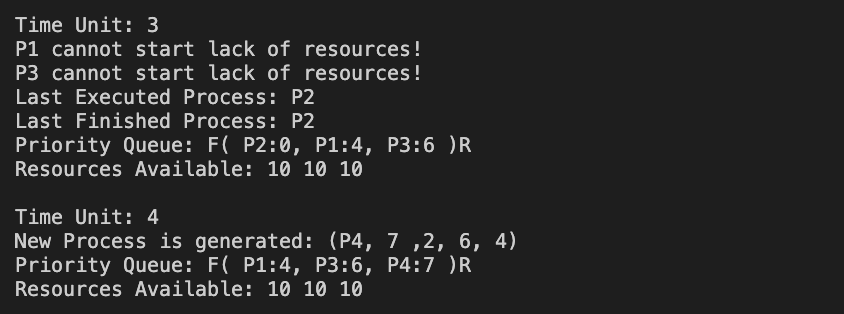 Time Unit: 3
P1 cannot start lack of resources!
P3 cannot start lack of resources!
Last Executed Process: P2
Last Finished Process: P2
Priority Queue: F( P2:0, P1:4, P3:6 )R
Resources Available: 10 10 10

Time Unit: 4
New Process is generated: (P4, 7 ,2, 6, 4)
Priority Queue: F( P1:4, P3:6, P4:7 )R
Resources Available: 10 10 10